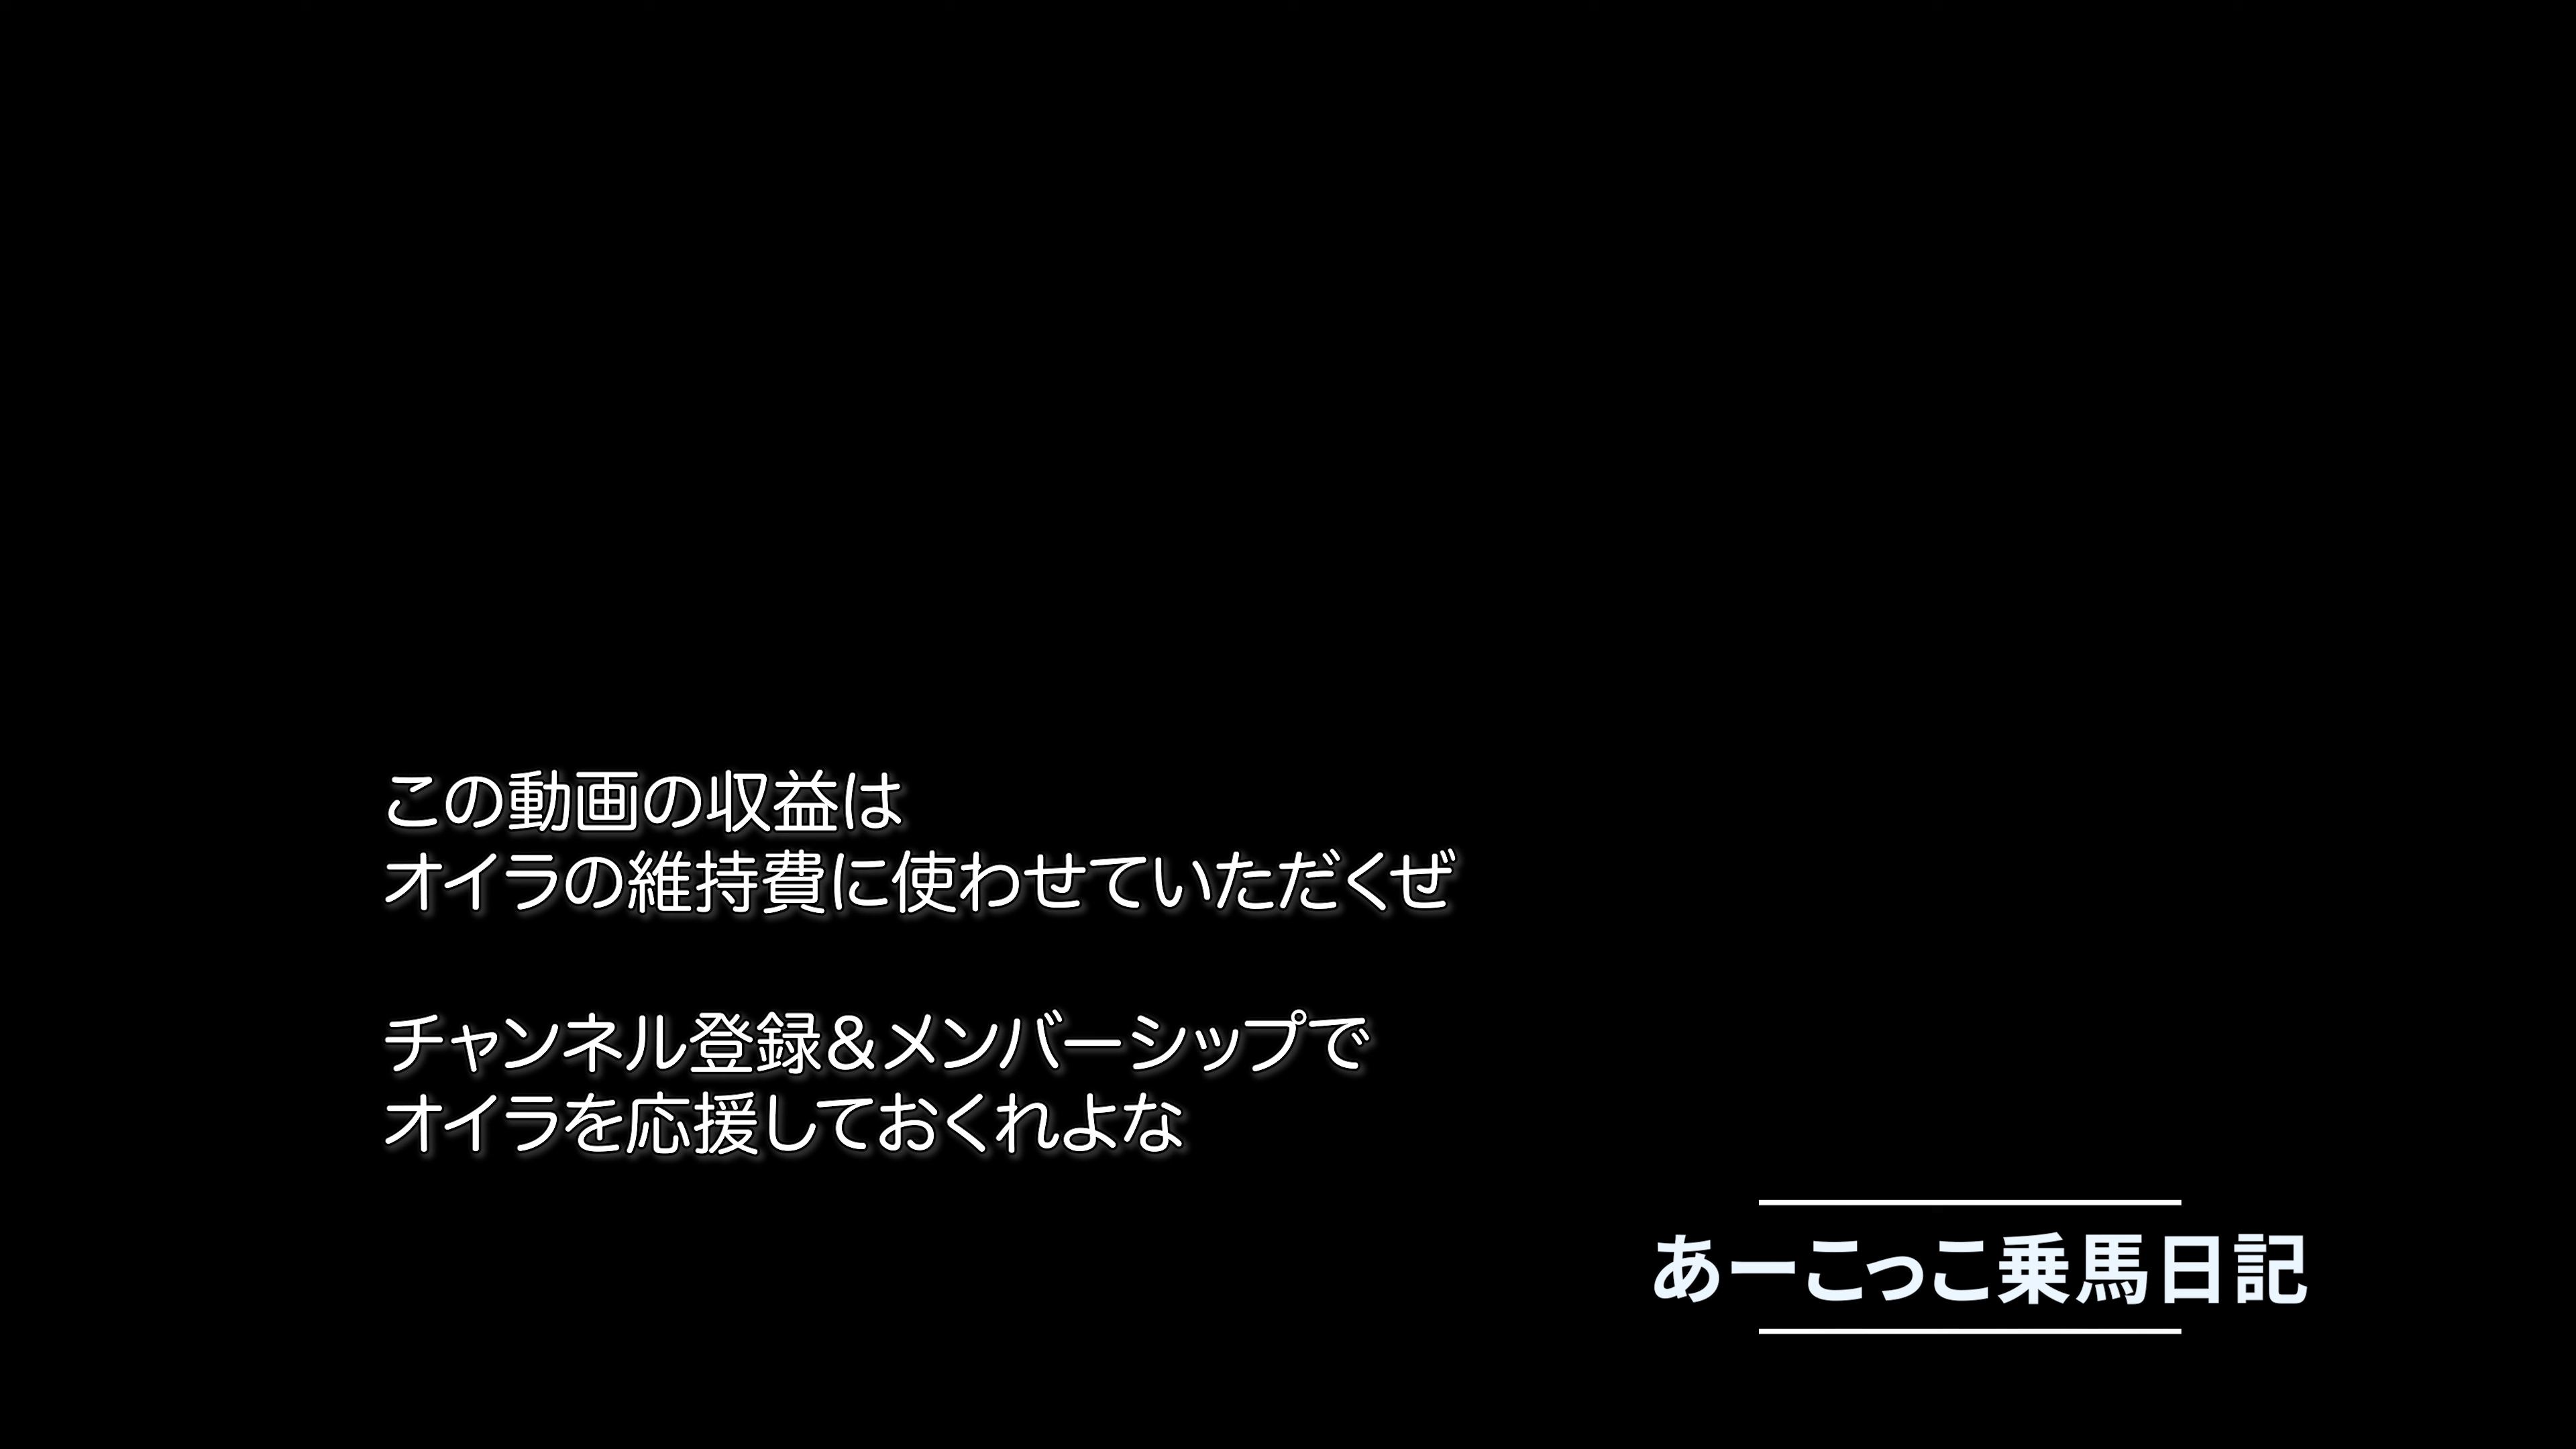 この動画の収益は
オイラの維持費に使わせていただくぜ
チャンネル登録&メンバーシップで
オイラを応援しておくれよな
あーこっこ乗馬日記